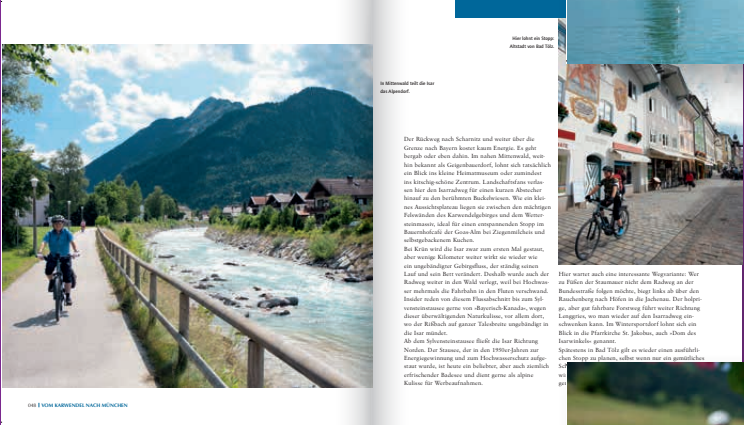 Hier lohnt ein Stopp:
Altstadt von Bad Tölz.
In Mittenwald teilt die Isar
das Alpendorf.
Der Rückweg nach Scharnitz und weiter über die
Grenze nach Bayern kostet kaum Energie. Es geht
bergab oder eben dahin. Im nahen Mittenwald, weit-
hin bekannt als Geigenbauerdorf, lohnt sich tatsächlich
ein Blick ins kleine Heimatmuseum oder zumindest
ins kitschig-schöne Zentrum. Landschaftsfans verlas-
sen hier den Isarradweg für einen kurzen Abstecher
hinauf zu den berühmten Buckelwiesen. Wie ein klei-
nes Aussichtsplateau liegen sie zwischen den mächtigen
Felswänden des Karwendelgebirges und dem Wetter-
steinmassiv, ideal für einen entspannenden Stopp im
Bauernhofcafé der Goas-Alm bei Ziegenmilcheis und
selbstgebackenem Kuchen.
Bei Krün wird die Isar zwar zum ersten Mal gestaut,
aber wenige Kilometer weiter wirkt sie wieder wie
ein ungebändigter Gebirgsfluss, der ständig seinen
Lauf und sein Bett verändert. Deshalb wurde auch der
Radweg weiter in den Wald verlegt, weil bei Hochwas-
ser mehrmals die Fahrbahn in den Fluten verschwand.
Insider reden von diesem Flussabschnitt bis zum Syl-
vensteinstausee gerne von »Bayerisch-Kanada«, wegen
dieser überwältigenden Naturkulisse, vor allem dort,
wo der Rißbach auf ganzer Talesbreite ungebändigt in
die Isar mündet.
Ab dem Sylvensteinstausee fließt die Isar Richtung
Norden. Der Stausee, der in den 1950er-Jahren zur
Energiegewinnung und zum Hochwasserschutz aufge-
staut wurde, ist heute ein beliebter, aber auch ziemlich
erfrischender Badesee und dient gerne als alpine
Kulisse für Werbeaufnahmen.
Hier wartet auch eine interessante Wegvariante: Wer
zu Füßen der Staumauer nicht dem Radweg an der
Bundesstraße folgen möchte, biegt links ab über den
Rauchenberg nach Höfen in die Jachenau. Der holpri-
ge, aber gut fahrbare Forstweg führt weiter Richtung
Lenggries, wo man wieder auf den Isarradweg ein-
schwenken kann. Im Wintersportdorf lohnt sich ein
Blick in die Pfarrkirche St. Jakobus, auch »Dom des
Isarwinkels« genannt.
Spätestens in Bad Tölz gilt es wieder einen ausführli-
chen Stopp zu planen, selbst wenn nur ein gemütliches
048 | VOM KARWENDEL NACH MÜNCHEN